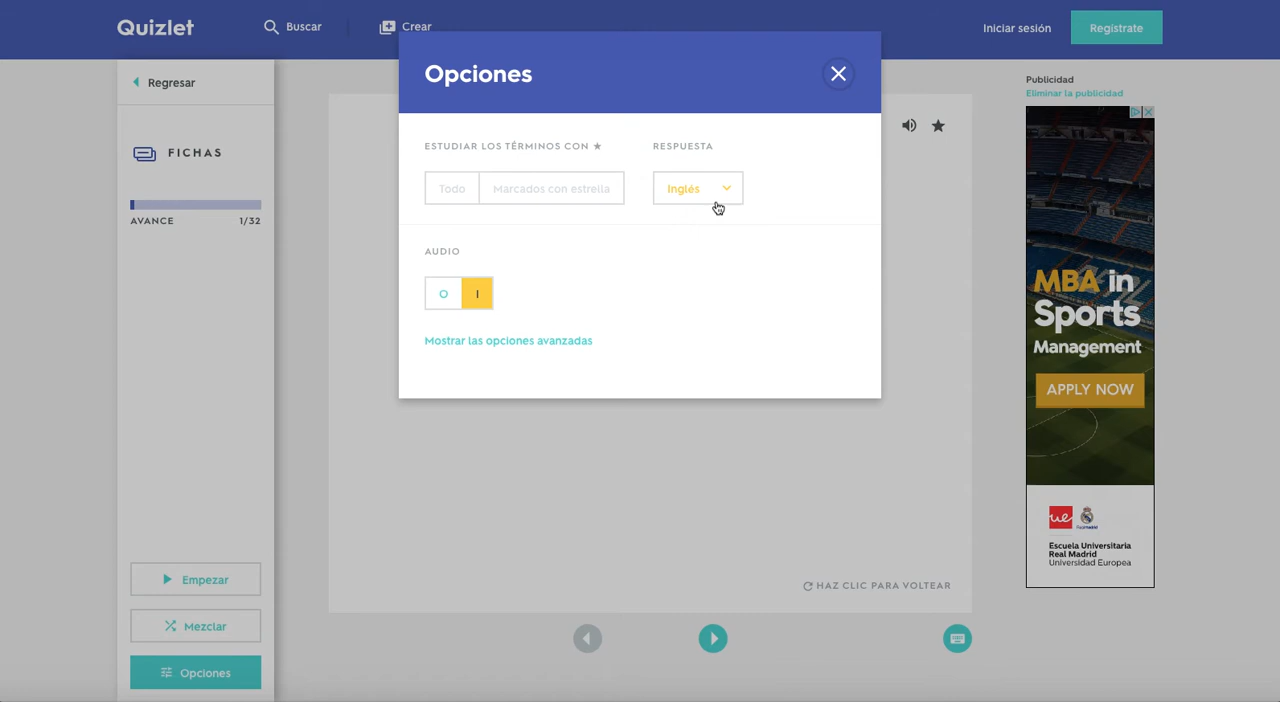 Quizlet
Buscar
Crear
Iniciar sesión
Regístrate
Regresar
FICHAS
AVANCE 1/32
Empezar
Mezclar
Opciones
Opciones
ESTUDIAR LOS TÉRMINOS CON ★
RESPUESTA
Todo
Marcados con estrella
Inglés
AUDIO
O I
Mostrar las opciones avanzadas
HAZ CLIC PARA VOLTEAR
Publicidad
Eliminar la publicidad
MBA in
Sports
Management
APPLY NOW
ue
Realmadrid
Escuela Universitaria
Real Madrid
Universidad Europea